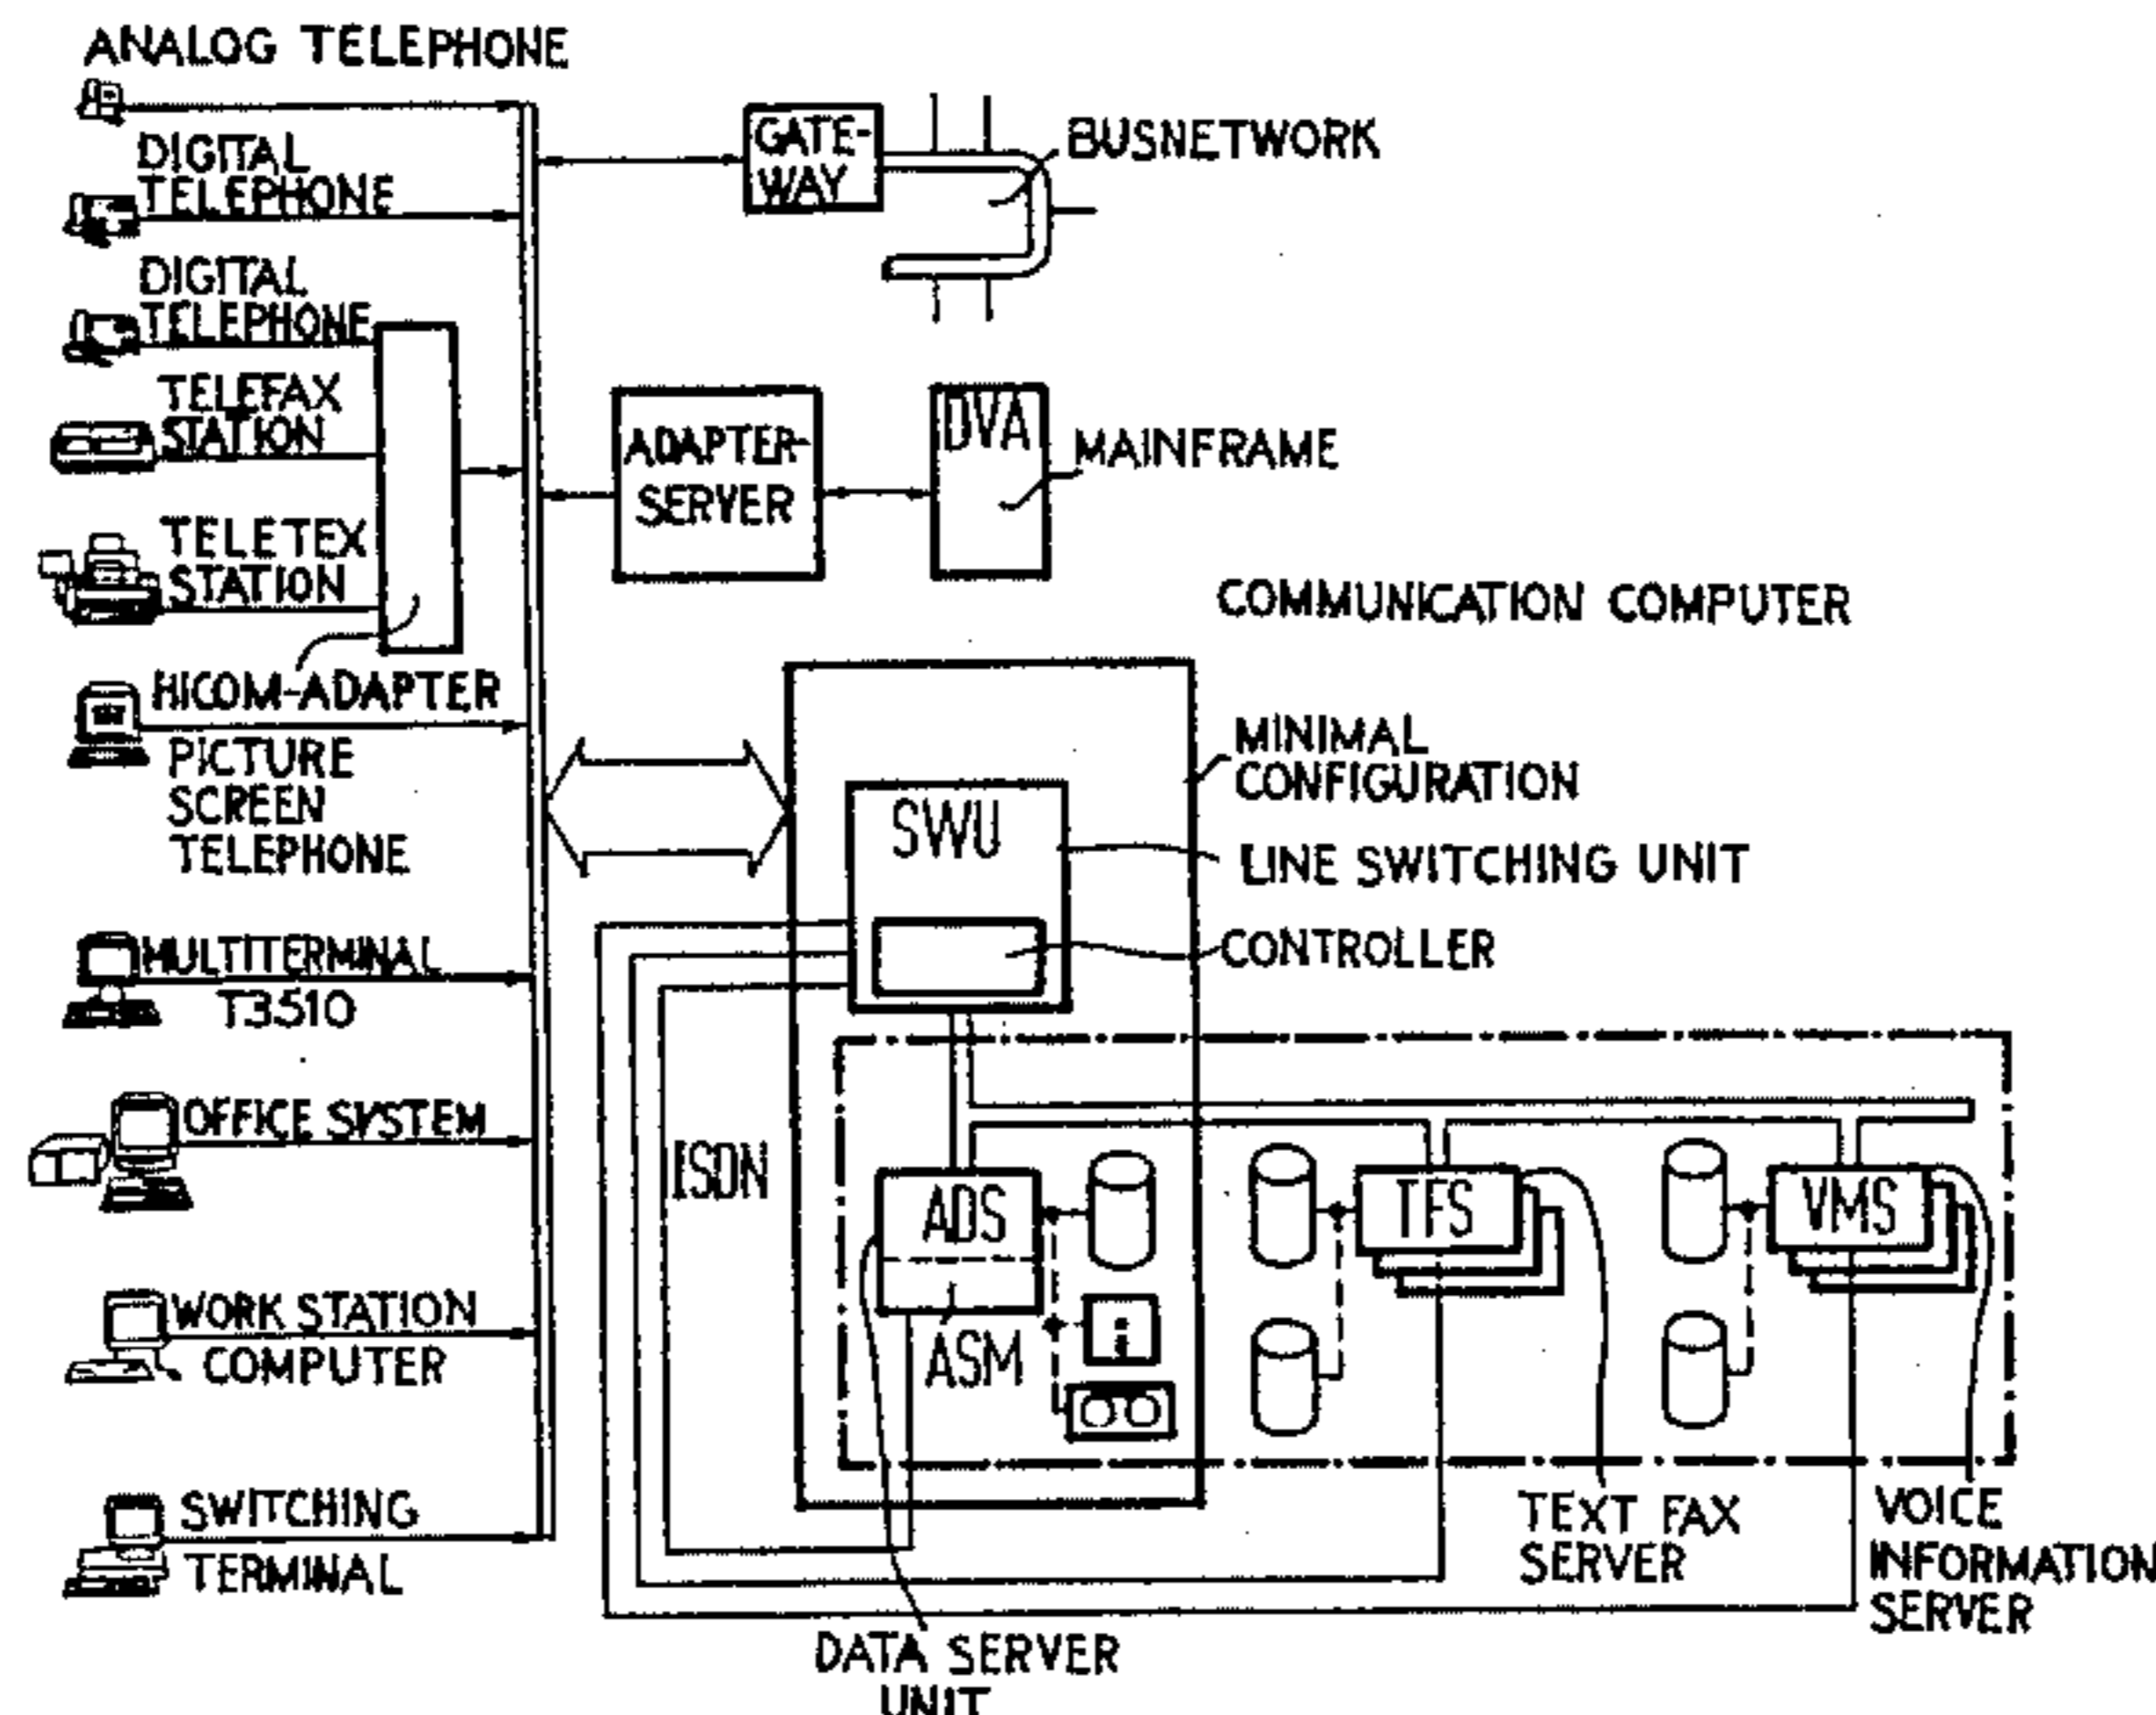 ANALOG TELEPHONE
DIGITAL
TELEPHONE
DIGITAL
TELEPHONE
TELEFAX
STATION
TELETEX
STATION
HICOM-ADAPTER
PICTURE
SCREEN
TELEPHONE
MULTITERMINAL
T3510
OFFICE SYSTEM
WORK STATION
COMPUTER
SWITCHING
TERMINAL
GATE-
WAY
BUSNETWORK
ADAPTER-
SERVER
DVA
MAINFRAME
COMMUNICATION COMPUTER
MINIMAL
CONFIGURATION
SWU
LINE SWITCHING UNIT
CONTROLLER
ISDN
ADS
ASM
TFS
VMS
TEXT FAX
SERVER
VOICE
INFORMATION
SERVER
DATA SERVER
UNIT